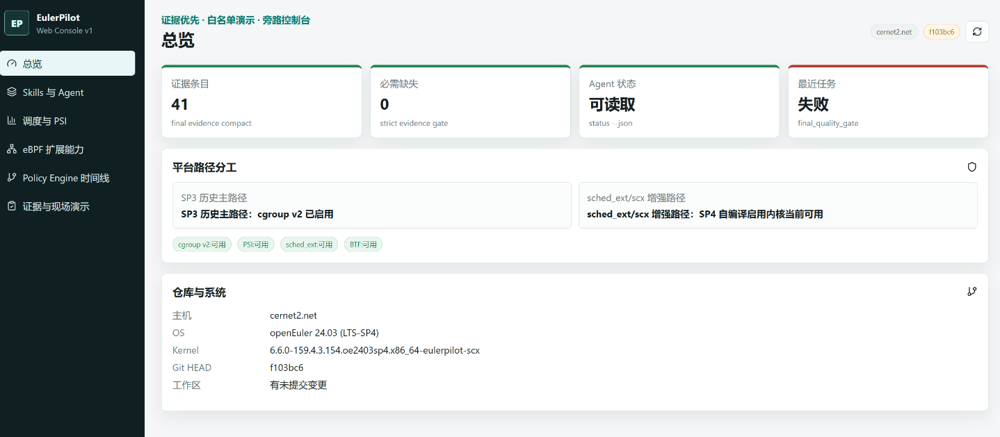 EP
EulerPilot
Web Console v1
总览
Skills 与 Agent
调度与 PSI
eBPF 扩展能力
Policy Engine 时间线
证据与现场演示
证据优先 · 白名单演示 · 旁路控制台
总览
cernet2.net
f103bc6
证据条目
41
final evidence compact
必需缺失
0
strict evidence gate
Agent 状态
可读取
status --json
最近任务
失败
final_quality_gate
平台路径分工
SP3 历史主路径
SP3 历史主路径：cgroup v2 已启用
sched_ext/scx 增强路径
sched_ext/scx 增强路径：SP4 自编译启用内核当前可用
cgroup v2:可用
PSI:可用
sched_ext:可用
BTF:可用
仓库与系统
主机 cernet2.net
OS openEuler 24.03 (LTS-SP4)
Kernel 6.6.0-159.4.3.154.oe2403sp4.x86_64-eulerpilot-scx
Git HEAD f103bc6
工作区 有未提交变更